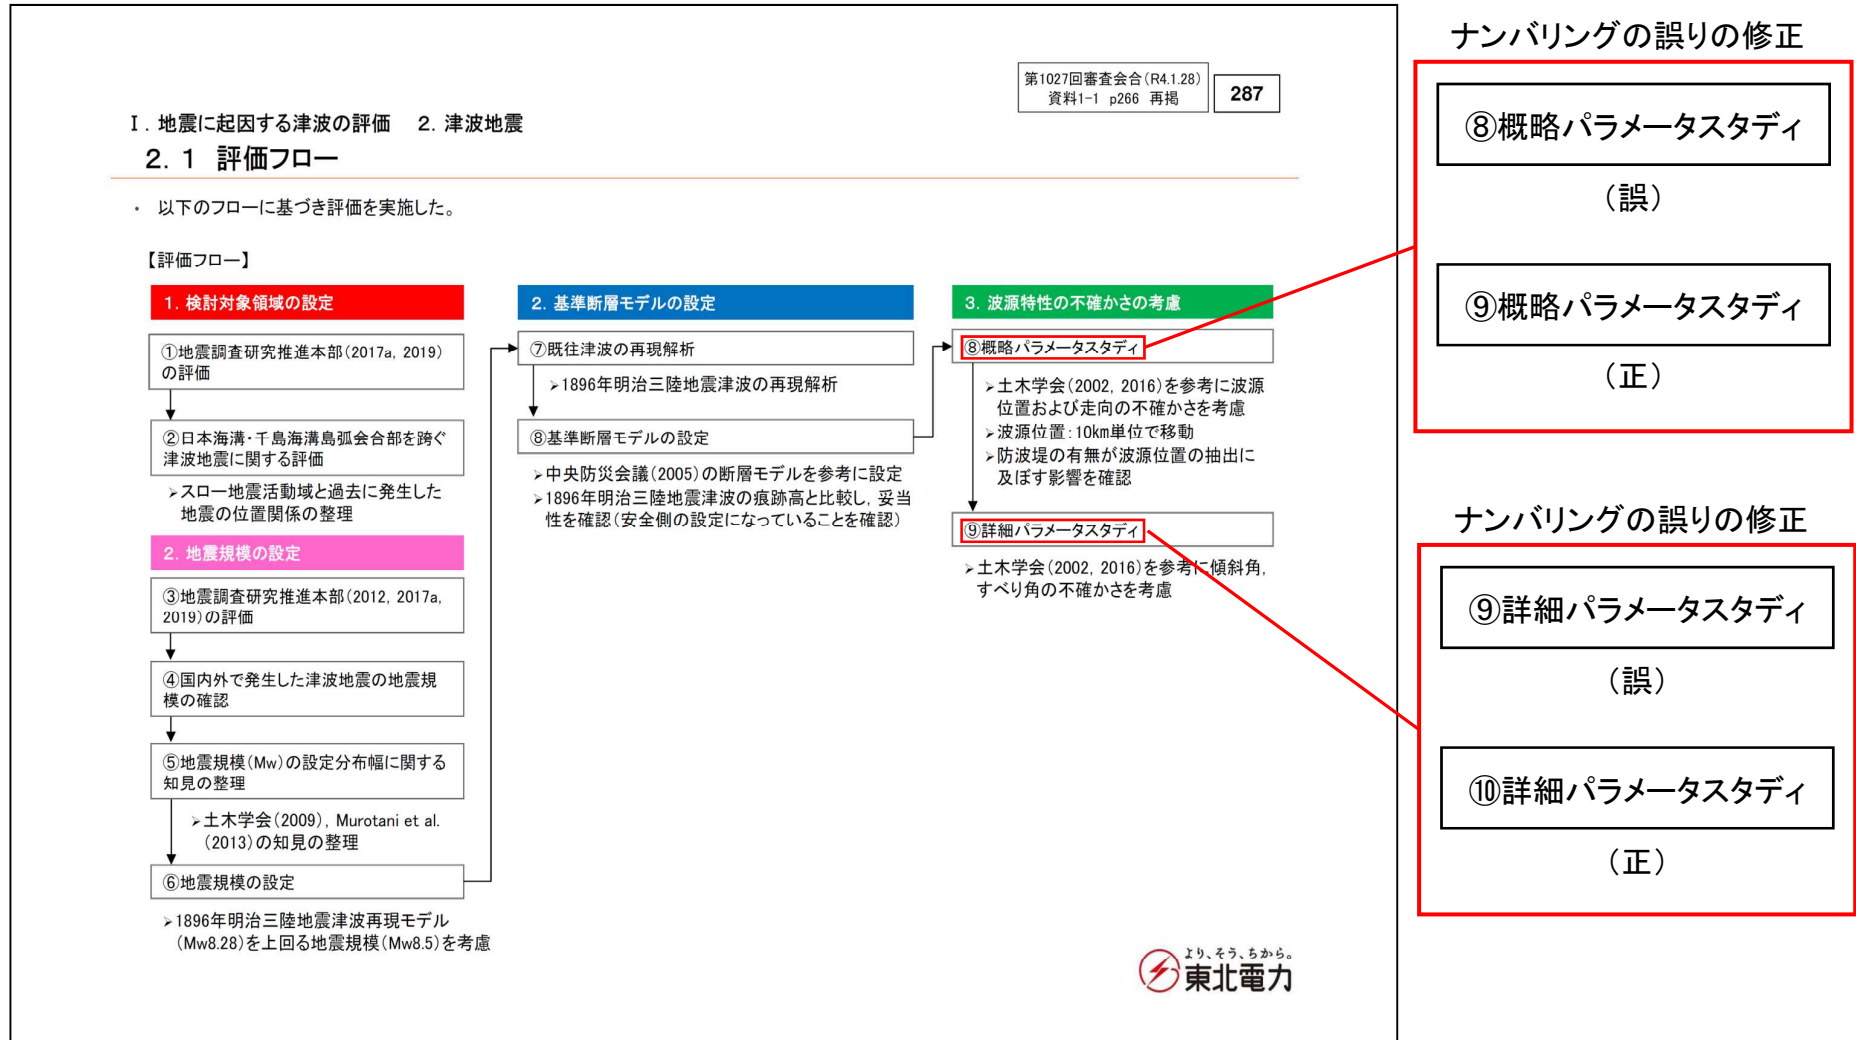 第1027回審査会合(R4.1.28)
資料1-1 p266 再掲
287
Ⅰ. 地震に起因する津波の評価 2. 津波地震
2. 1 評価フロー
・ 以下のフローに基づき評価を実施した。
【評価フロー】
1. 検討対象領域の設定
①地震調査研究推進本部(2017a, 2019)
の評価
②日本海溝・千島海溝島弧会合部を跨ぐ
津波地震に関する評価
➢スロー地震活動域と過去に発生した
地震の位置関係の整理
2. 地震規模の設定
③地震調査研究推進本部(2012, 2017a,
2019)の評価
④国内外で発生した津波地震の地震規
模の確認
⑤地震規模(Mw)の設定分布幅に関する
知見の整理
➢土木学会(2009), Murotani et al.
(2013)の知見の整理
⑥地震規模の設定
➢1896年明治三陸地震津波再現モデル
(Mw8.28)を上回る地震規模(Mw8.5)を考慮
2. 基準断層モデルの設定
⑦既往津波の再現解析
➢1896年明治三陸地震津波の再現解析
⑧基準断層モデルの設定
➢中央防災会議(2005)の断層モデルを参考に設定
➢1896年明治三陸地震津波の痕跡高と比較し, 妥当
性を確認(安全側の設定になっていることを確認)
3. 波源特性の不確かさの考慮
⑧概略パラメータスタディ
➢土木学会(2002, 2016)を参考に波源
位置および走向の不確かさを考慮
➢波源位置:10km単位で移動
➢防波堤の有無が波源位置の抽出に
及ぼす影響を確認
⑨詳細パラメータスタディ
➢土木学会(2002, 2016)を参考に傾斜角,
すべり角の不確かさを考慮
より、そう、ちから。
東北電力
ナンバリングの誤りの修正
⑧概略パラメータスタディ
(誤)
⑨概略パラメータスタディ
(正)
ナンバリングの誤りの修正
⑨詳細パラメータスタディ
(誤)
⑩詳細パラメータスタディ
(正)